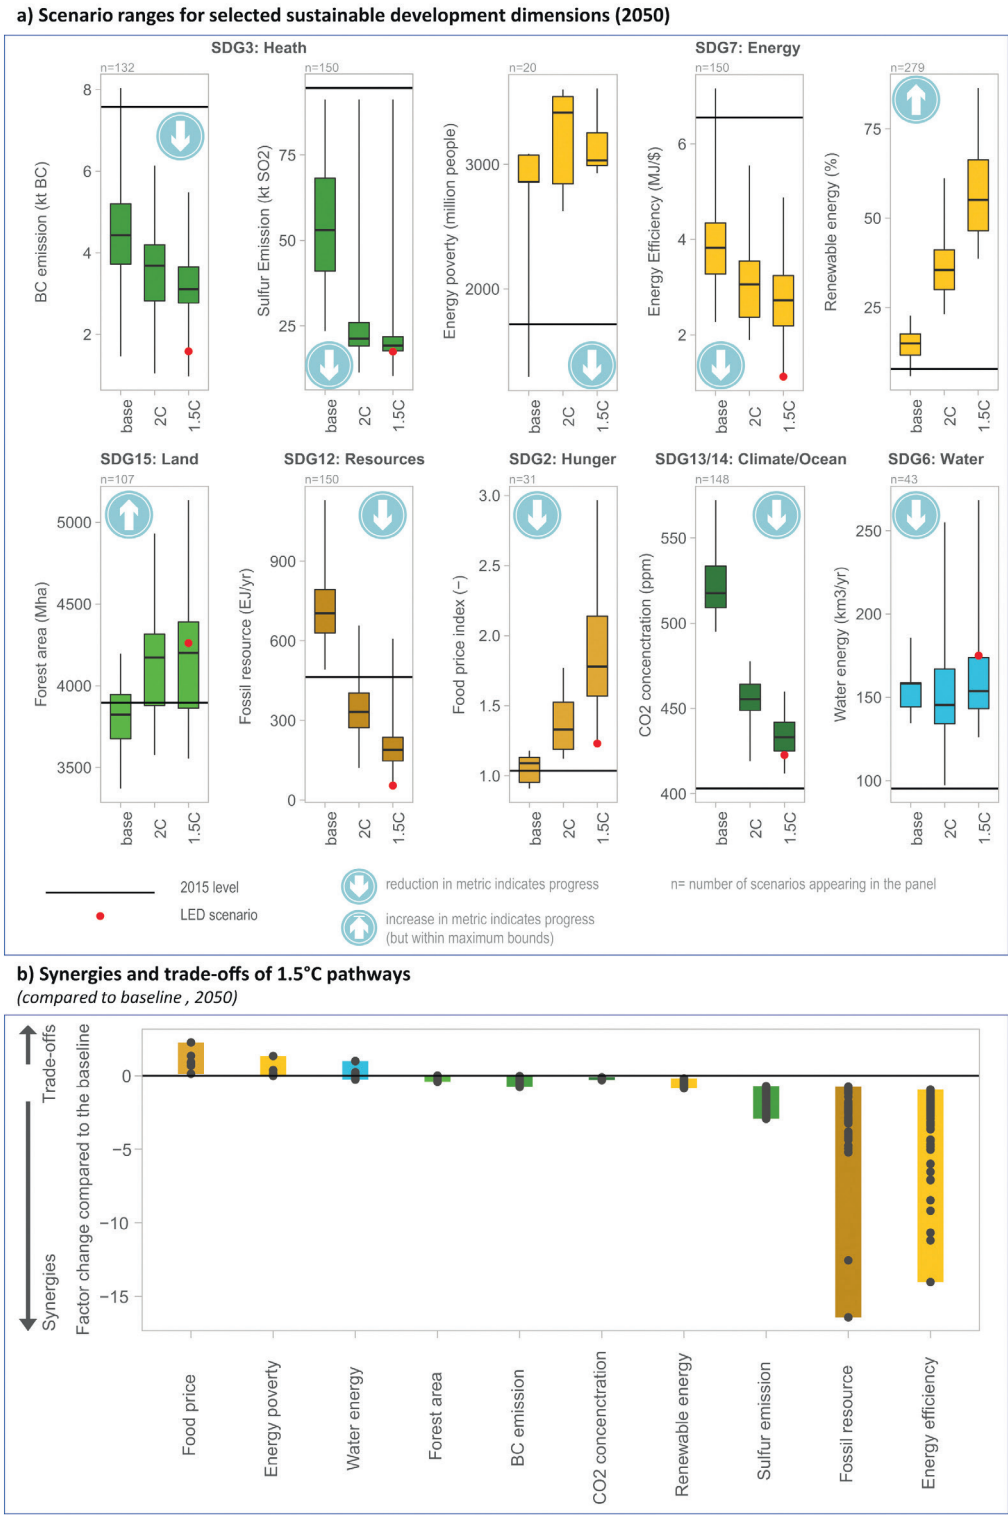 a) Scenario ranges for selected sustainable development dimensions (2050)
SDG3: Heath
SDG7: Energy
n=132
n=150
n=20
n=150
n=279
BC emission (kt BC)
8
6
4
2
base
2C
1.5C
Sulfur Emission (kt SO2)
75
50
25
base
2C
1.5C
Energy poverty (million people)
3000
2000
base
2C
1.5C
Energy Efficiency (MJ/$)
6
4
2
base
2C
1.5C
Renewable energy (%)
75
50
25
base
2C
1.5C
SDG15: Land
SDG12: Resources
SDG2: Hunger
SDG13/14: Climate/Ocean
SDG6: Water
n=107
n=150
n=31
n=148
n=43
Forest area (Mha)
5000
4500
4000
3500
base
2C
1.5C
Fossil resource (EJ/yr)
900
600
300
0
base
2C
1.5C
Food price index (−)
3.0
2.5
2.0
1.5
1.0
base
2C
1.5C
CO2 concenctration (ppm)
550
500
450
400
base
2C
1.5C
Water energy (km3/yr)
250
200
150
100
base
2C
1.5C
2015 level
LED scenario
reduction in metric indicates progress
increase in metric indicates progress
(but within maximum bounds)
n= number of scenarios appearing in the panel
b) Synergies and trade-offs of 1.5°C pathways
(compared to baseline , 2050)
Trade-offs
Synergies
Factor change compared to the baseline
0
−5
−10
−15
Food price
Energy poverty
Water energy
Forest area
BC emission
CO2 concenctration
Renewable energy
Sulfur emission
Fossil resource
Energy efficiency